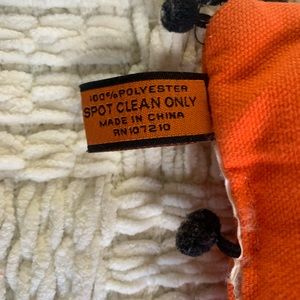 100% POLYESTER
SPOT CLEAN ONLY
MADE IN CHINA
RN107210